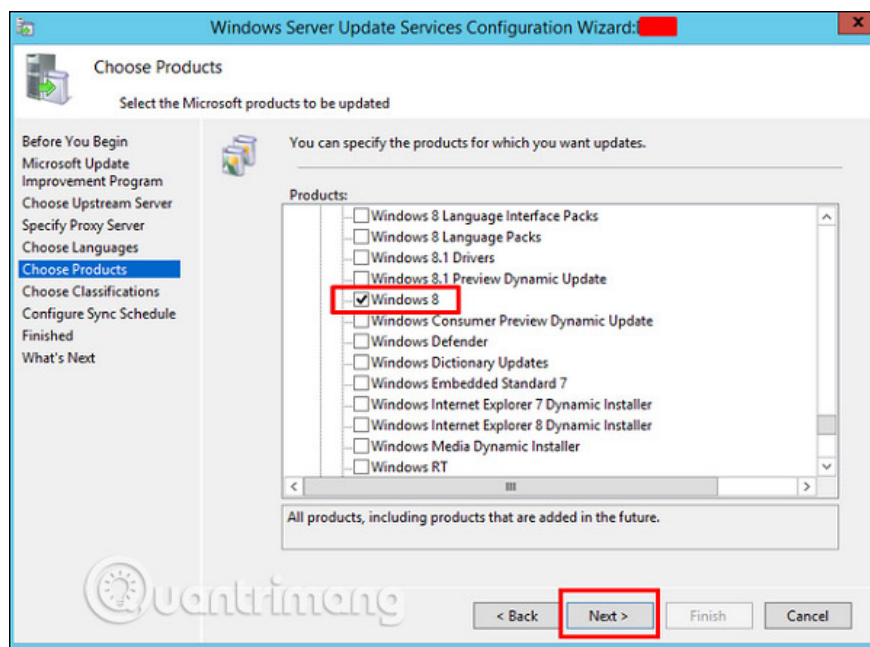 Windows Server Update Services Configuration Wizard:
x
Choose Products
Select the Microsoft products to be updated
Before You Begin
Microsoft Update
Improvement Program
Choose Upstream Server
Specify Proxy Server
Choose Languages
Choose Products
Choose Classifications
Configure Sync Schedule
Finished
What's Next
You can specify the products for which you want updates.
Products:
Windows 8 Language Interface Packs
Windows 8 Language Packs
Windows 8.1 Drivers
Windows 8.1 Preview Dynamic Update
Windows 8
Windows Consumer Preview Dynamic Update
Windows Defender
Windows Dictionary Updates
Windows Embedded Standard 7
Windows Internet Explorer 7 Dynamic Installer
Windows Internet Explorer 8 Dynamic Installer
Windows Media Dynamic Installer
Windows RT
All products, including products that are added in the future.
Quantrimang
< Back Next > Finish Cancel